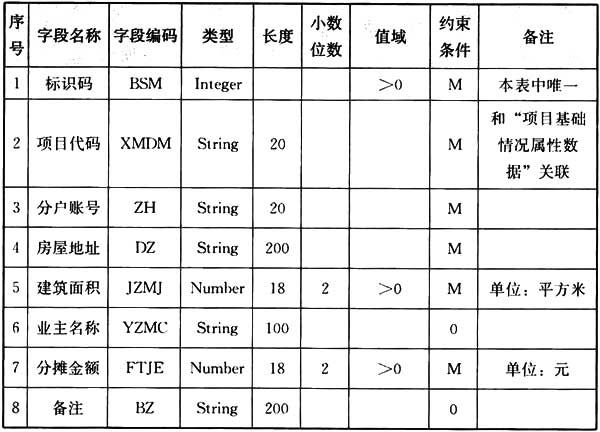 序号 字段名称 字段编码 类型 长度 小数位数 值域 约束条件 备注
1 标识码 BSM Integer >0 M 本表中唯一
2 项目代码 XMDM String 20 M 和“项目基础情况属性数据”关联
3 分户账号 ZH String 20 M
4 房屋地址 DZ String 200 M
5 建筑面积 JZMJ Number 18 2 >0 M 单位：平方米
6 业主名称 YZMC String 100 0
7 分摊金额 FTJE Number 18 2 >0 M 单位：元
8 备注 BZ String 200 0